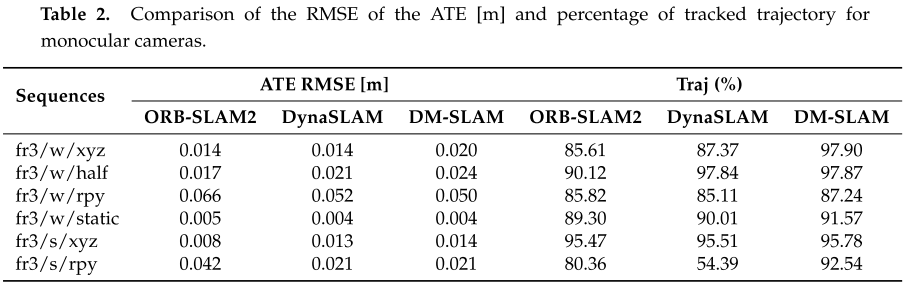 Table 2. Comparison of the RMSE of the ATE [m] and percentage of tracked trajectory for
monocular cameras.
Sequences ATE RMSE [m] Traj (%)
ORB-SLAM2 DynaSLAM DM-SLAM ORB-SLAM2 DynaSLAM DM-SLAM
fr3/w/xyz 0.014 0.014 0.020 85.61 87.37 97.90
fr3/w/half 0.017 0.021 0.024 90.12 97.84 97.87
fr3/w/rpy 0.066 0.052 0.050 85.82 85.11 87.24
fr3/w/static 0.005 0.004 0.004 89.30 90.01 91.57
fr3/s/xyz 0.008 0.013 0.014 95.47 95.51 95.78
fr3/s/rpy 0.042 0.021 0.021 80.36 54.39 92.54